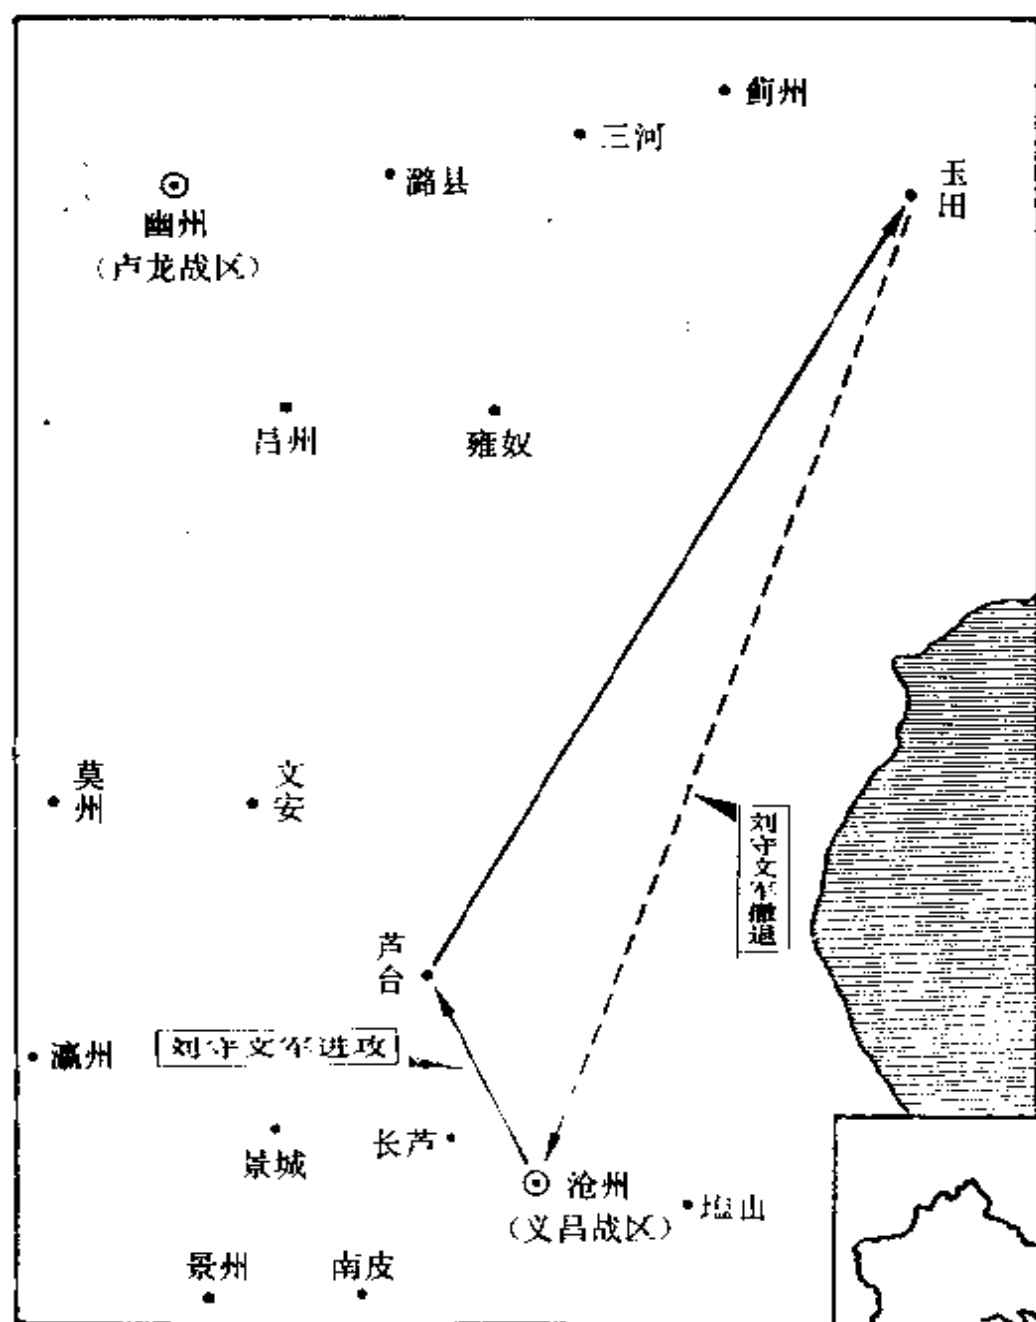 蓟州
三河
潞县
玉田
幽州
（卢龙战区）
吕州
雍奴
莫州
文安
刘守文军撤退
芦台
刘守文军进攻
瀛州
长芦
景城
沧州
（义昌战区）
塩山
景州
南皮